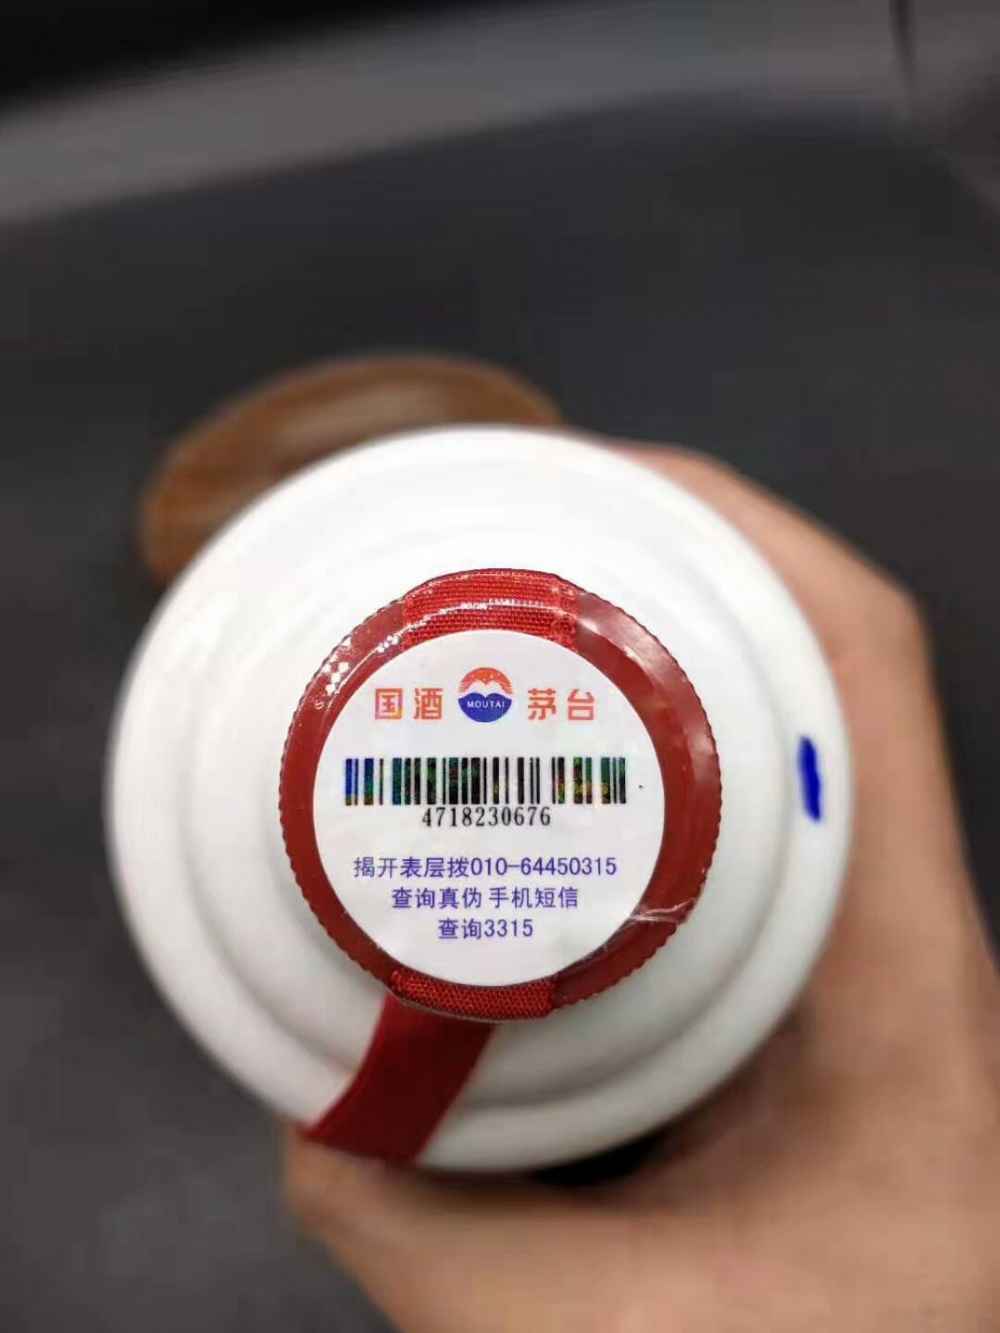 国酒 MOUTAI 茅台
4718230676
揭开表层拨010-64450315
查询真伪 手机短信
查询3315